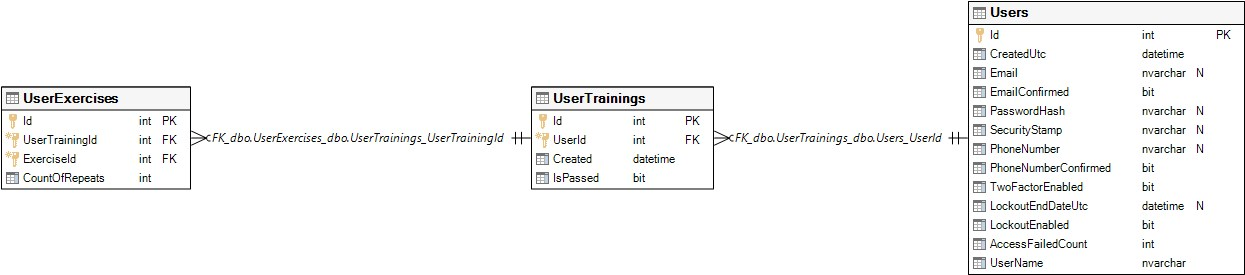 UserExercises
Id int PK
UserTrainingId int FK
ExerciseId int FK
CountOfRepeats int
FK_dbo.UserExercises_dbo.UserTrainings_UserTrainingId
UserTrainings
Id int PK
UserId int FK
Created datetime
IsPassed bit
FK_dbo.UserTrainings_dbo.Users_UserId
Users
Id int PK
CreatedUtc datetime
Email nvarchar N
EmailConfirmed bit
PasswordHash nvarchar N
SecurityStamp nvarchar N
PhoneNumber nvarchar N
PhoneNumberConfirmed bit
TwoFactorEnabled bit
LockoutEndDateUtc datetime N
LockoutEnabled bit
AccessFailedCount int
UserName nvarchar